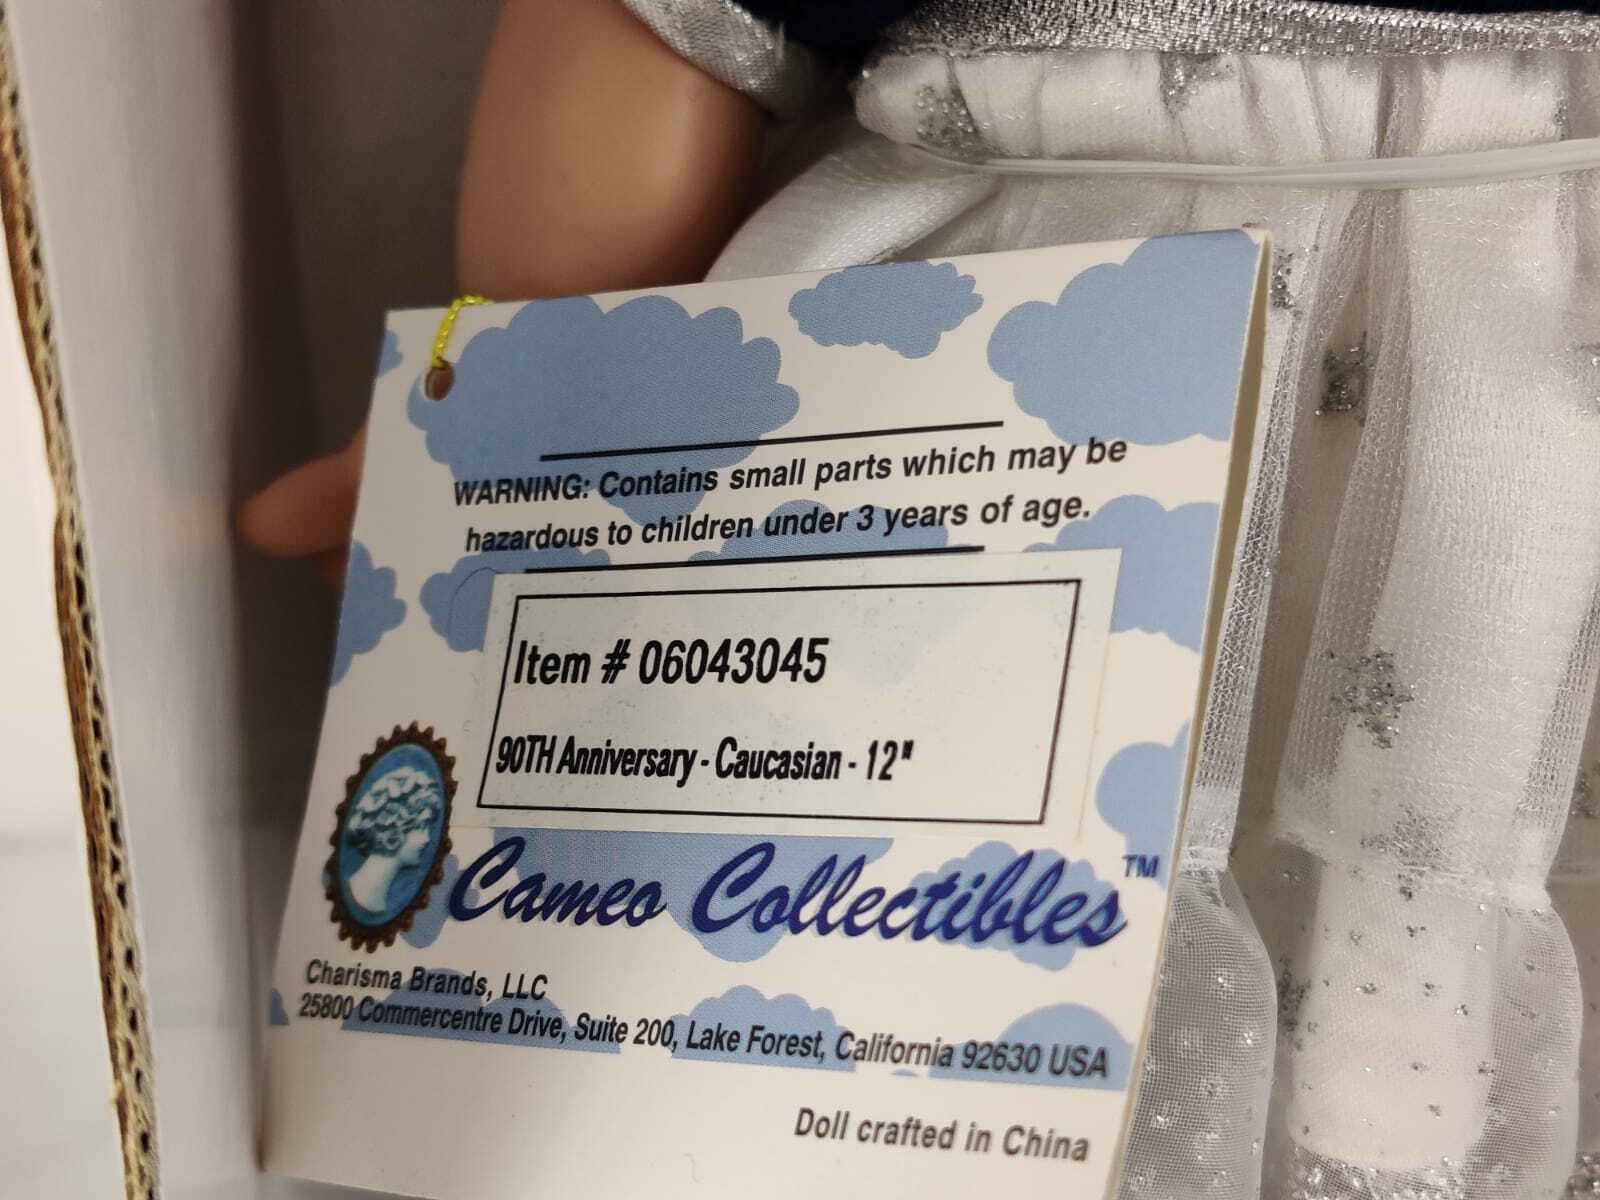 WARNING: Contains small parts which may be
hazardous to children under 3 years of age.
Item # 06043045
90TH Anniversary - Caucasian - 12"
Cameo Collectibles™
Charisma Brands, LLC
25800 Commercentre Drive, Suite 200, Lake Forest, California 92630 USA
Doll crafted in China